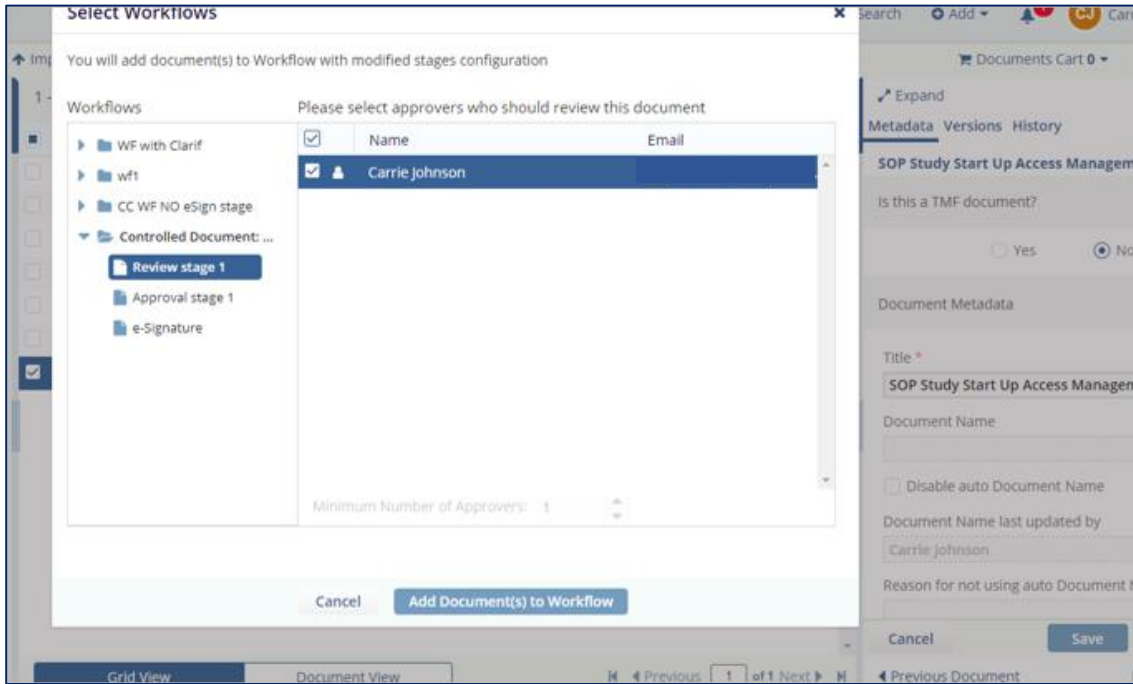 Select Workflows
Search
Add
CJ
You will add document(s) to Workflow with modified stages configuration
Documents Cart 0
1 -
Workflows
Please select approvers who should review this document
Expand
Name Email
Metadata Versions History
WF with Clarif
Carrie Johnson
SOP Study Start Up Access
wf1
Is this a TMF document?
CC WF NO eSign stage
Controlled Document: ...
Yes No
Review stage 1
Approval stage 1
Document Metadata
e-Signature
Title *
SOP Study Start Up Access
Document Name
Disable auto Document Name
Minimum Number of Approvers: 1
Document Name last updated by
Carrie Johnson
Reason for not using auto Document
Cancel Add Document(s) to Workflow
Cancel Save
Grid View Document View Previous 1 of 1 Next
Previous Document